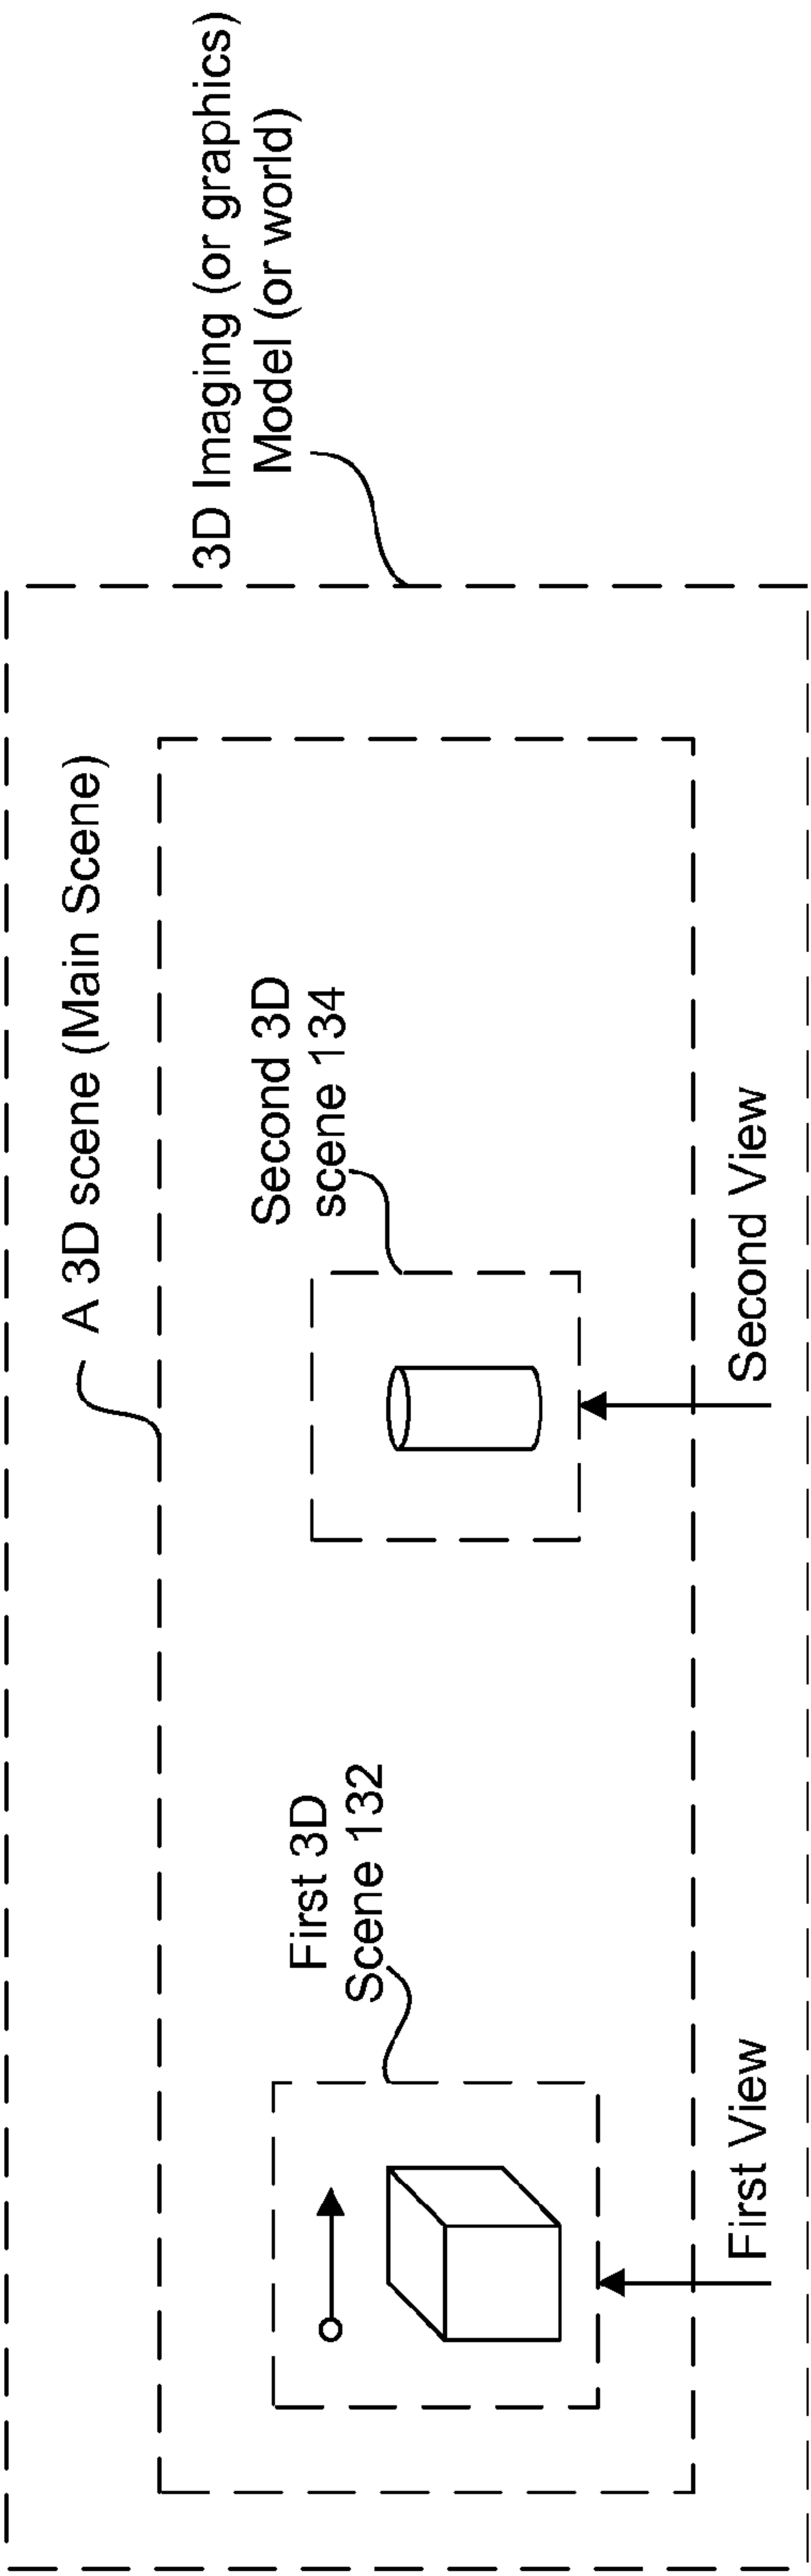 3D Imaging (or graphics)
Model (or world)
A 3D scene (Main Scene)
Second 3D
scene 134
First 3D
Scene 132
First View
Second View